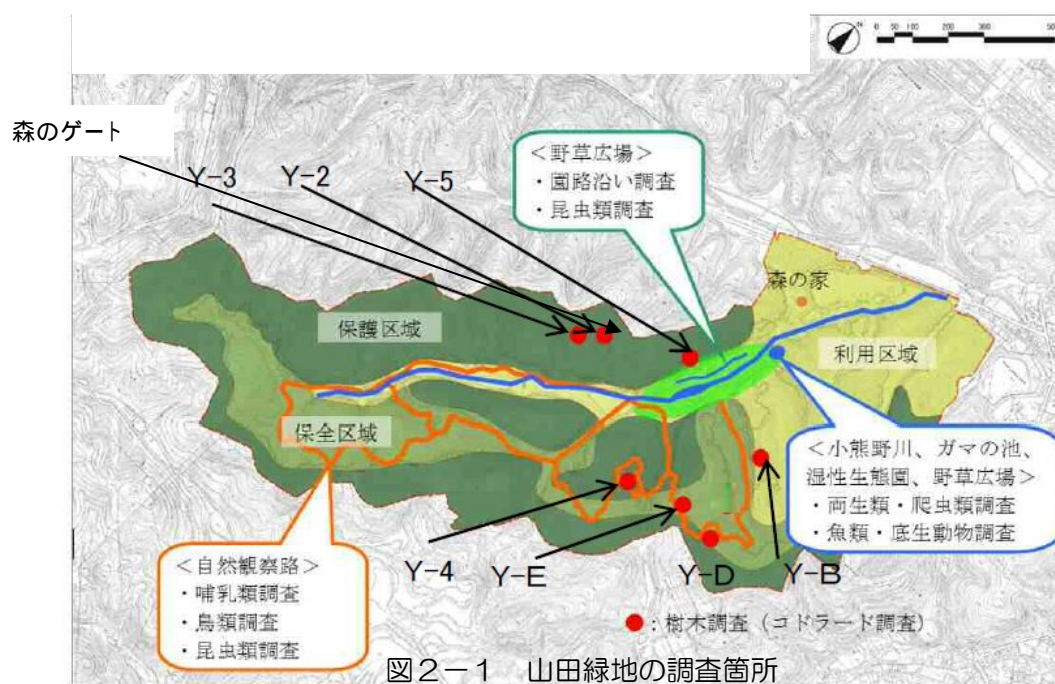 N
0 50 100 200 300 50
森のゲート
Y-3
Y-2
Y-5
＜野草広場＞
・園路沿い調査
・昆虫類調査
森の家
保護区域
利用区域
保全区域
＜小熊野川、ガマの池、
湿性生態園、野草広場＞
・両生類・爬虫類調査
・魚類・底生動物調査
＜自然観察路＞
・哺乳類調査
・鳥類調査
・昆虫類調査
Y-4
Y-E
Y-D
Y-B
：樹木調査（コドラード調査）
図２－１　山田緑地の調査箇所